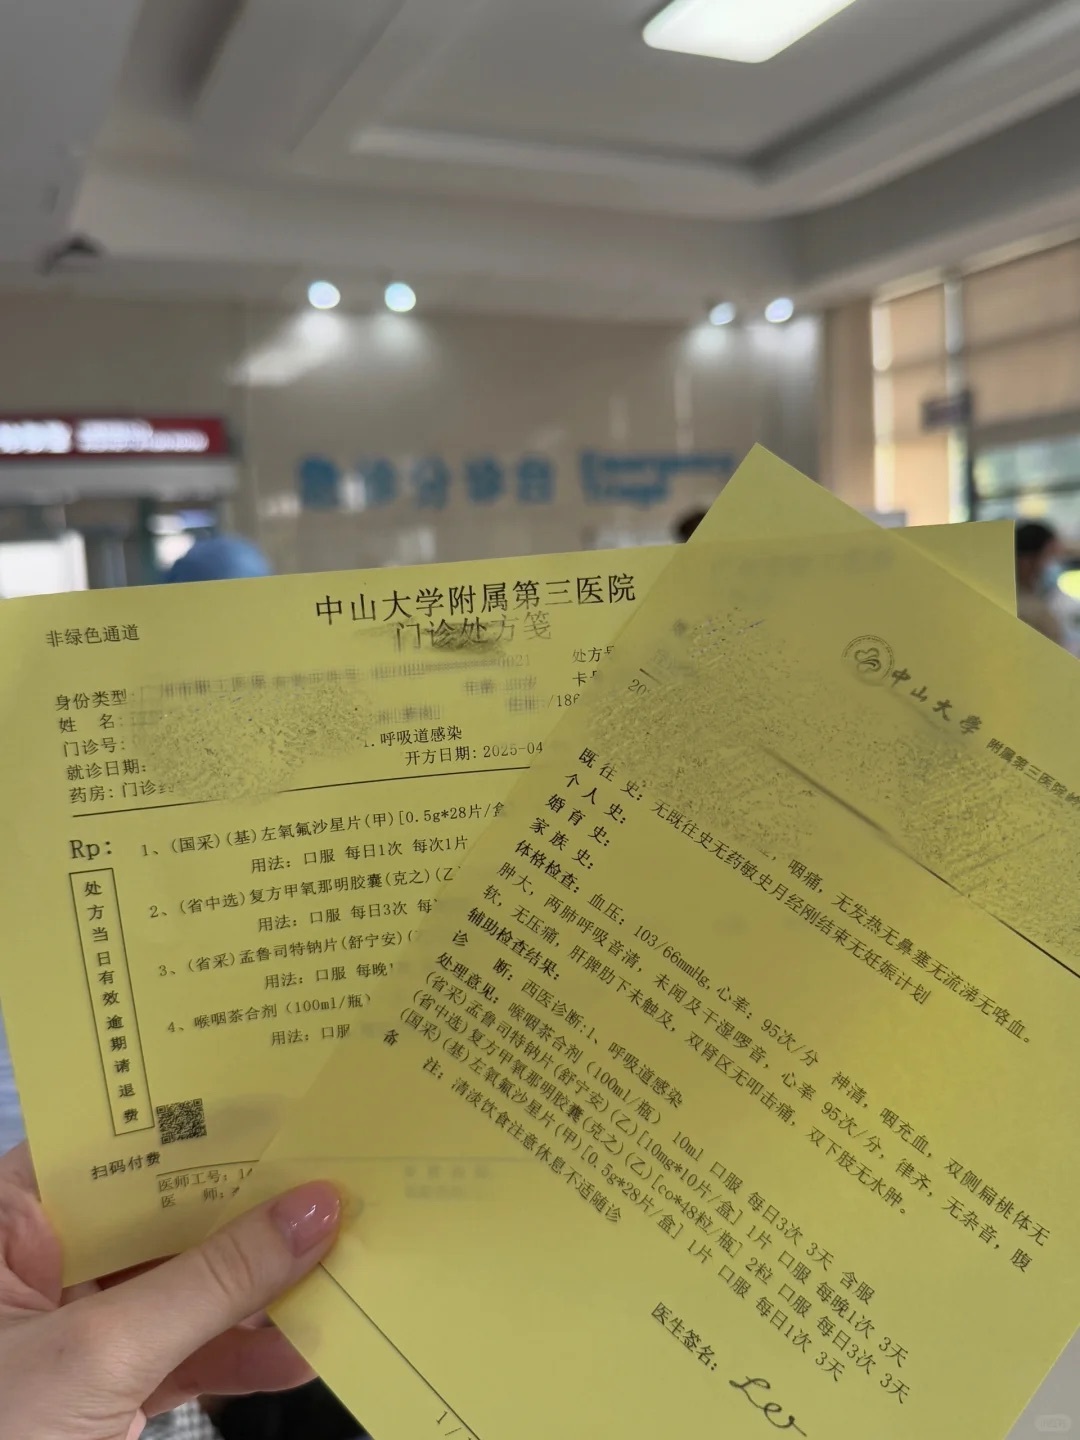 急诊分诊台 Emergency Triage
中山大学附属第三医院
门诊处方笺
非绿色通道
身份类型
姓 名:
门诊号:
就诊日期:
药房: 门诊
处方号
卡号
/186
1.呼吸道感染
开方日期: 2025-04
Rp:
处方当日有效逾期请退费
1、(国采)(基)左氧氟沙星片(甲)[0.5g*28片/盒
用法: 口服 每日1次 每次1片
2、(省中选)复方甲氧那明胶囊(克之)(乙
用法: 口服 每日3次 每
3、(省采)孟鲁司特钠片(舒宁安)(
用法: 口服 每晚
4、喉咽茶合剂 (100ml/瓶)
用法: 口服
扫码付费
医师工号: 1
医 师:
中山大学 附属第三医院
20
咽痛, 无发热无鼻塞无流涕无咯血。
既往史: 无既往史无药敏史月经刚结束无妊娠计划
个人史:
婚育史:
家族史:
体格检查: 血压: 103/66mmHg,心率: 95次/分 神清, 咽充血, 双侧扁桃体无
肿大, 两肺呼吸音清, 未闻及干湿啰音, 心率 95次/分, 律齐, 无杂音, 腹
软, 无压痛, 肝脾肋下未触及, 双肾区无叩击痛, 双下肢无水肿。
辅助检查结果:
诊 断: 西医诊断:1、呼吸道感染
处理意见: 喉咽茶合剂 (100ml/瓶) 10ml 口服 每日3次 3天 含服
(省采)孟鲁司特钠片(舒宁安)(乙)[10mg*10片/盒] 1片 口服 每晚1次 3天
(省中选)复方甲氧那明胶囊(克之)(乙)[co*48粒/瓶] 2粒 口服 每日3次 3天
(国采)(基)左氧氟沙星片(甲)[0.5g*28片/盒] 1片 口服 每日1次 3天
备 注: 清淡饮食注意休息不适随诊
医生签名:
1/